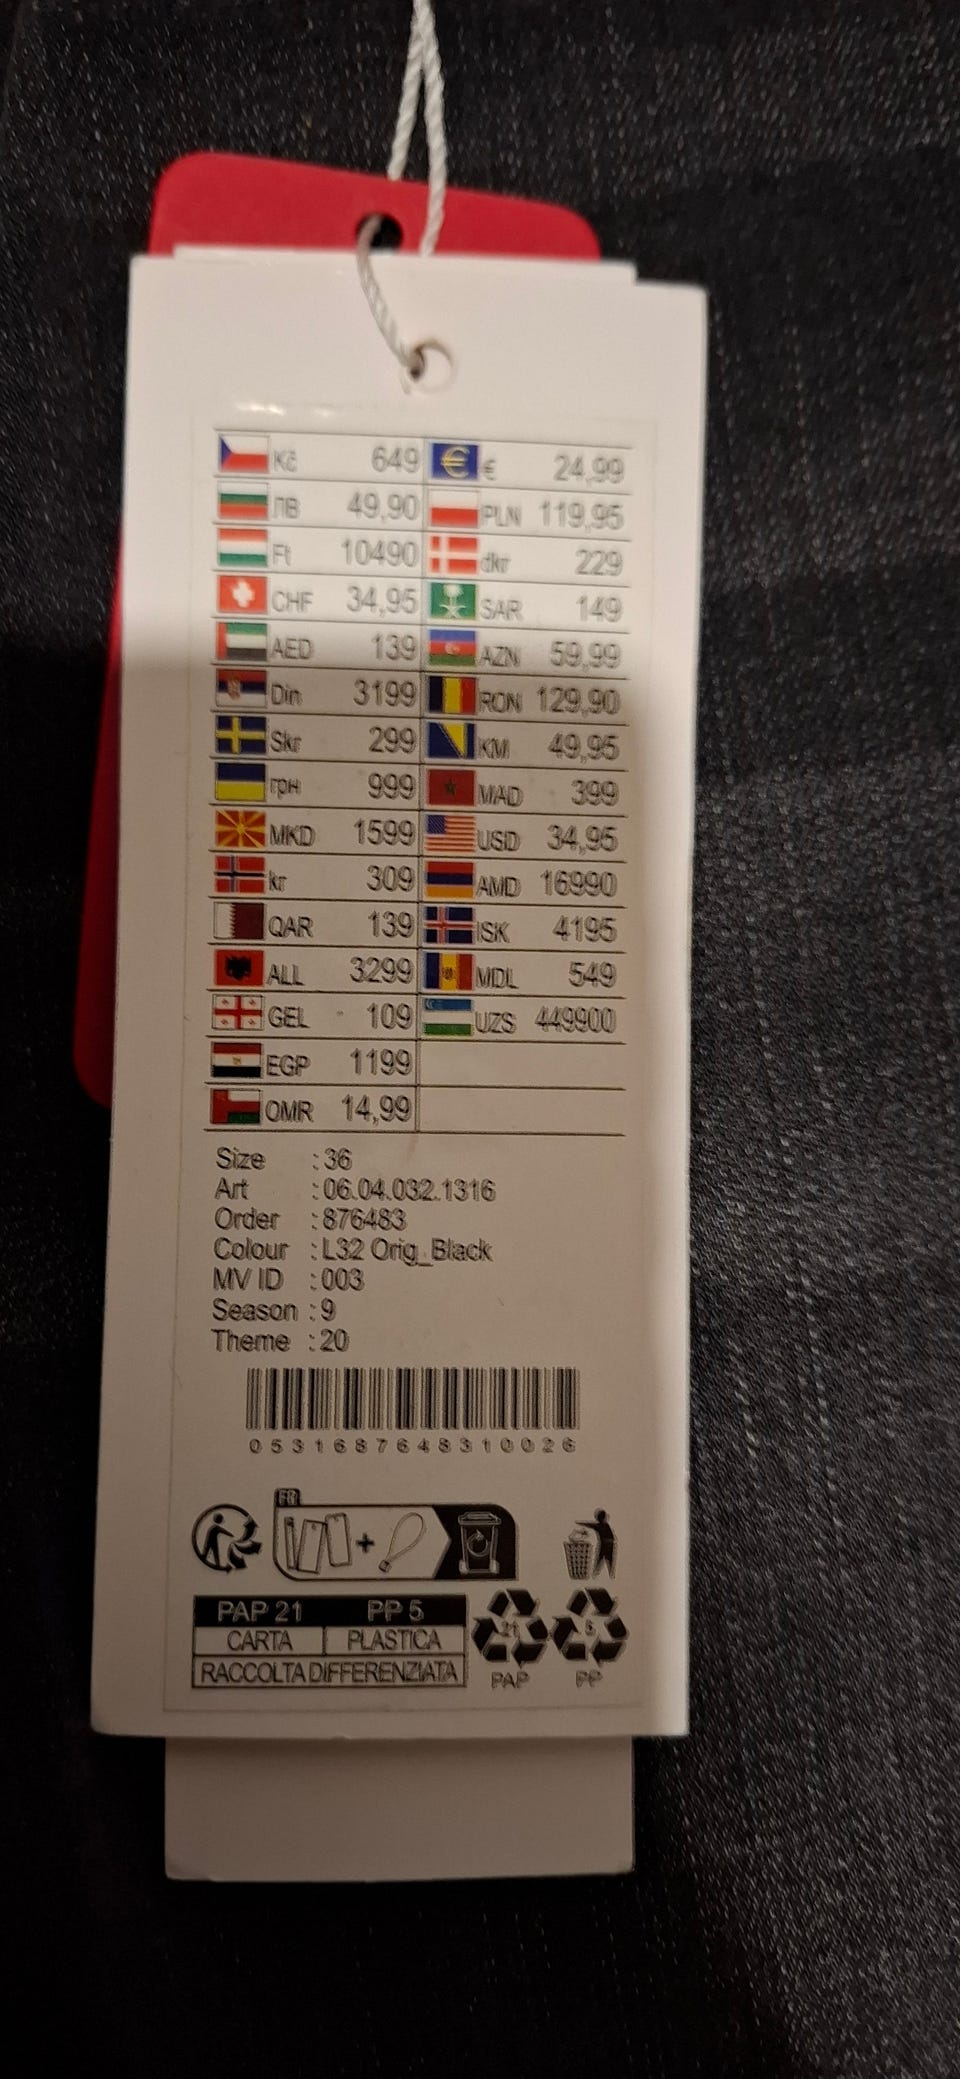 Kč 649 € 24,99
лв 49,90 PLN 119,95
Ft 10490 dkr 229
CHF 34,95 SAR 149
AED 139 AZN 59,99
Din 3199 RON 129,90
Skr 299 KM 49,95
грн 999 MAD 399
MKD 1599 USD 34,95
kr 309 AMD 16990
QAR 139 ISK 4195
ALL 3299 MDL 549
GEL 109 UZS 449900
EGP 1199
OMR 14,99
Size : 36
Art : 06.04.032.1316
Order : 876483
Colour : L32 Orig_Black
MV ID : 003
Season : 9
Theme : 20
0531687648310026
FR
+
PAP 21 PP 5
CARTA PLASTICA
RACCOLTA DIFFERENZIATA
21 5
PAP PP